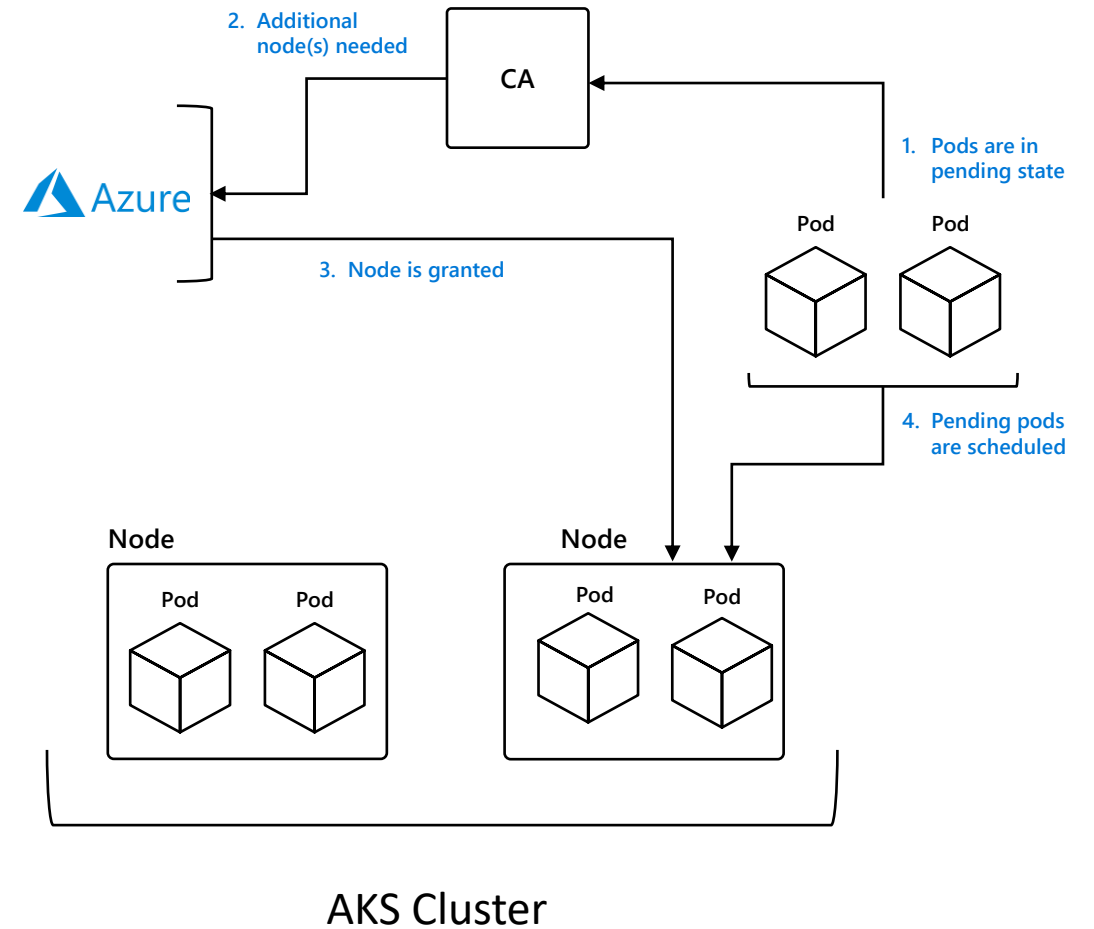 2. Additional
node(s) needed
CA
1. Pods are in
pending state
Azure
Pod Pod
3. Node is granted
4. Pending pods
are scheduled
Node Node
Pod Pod Pod Pod
AKS Cluster